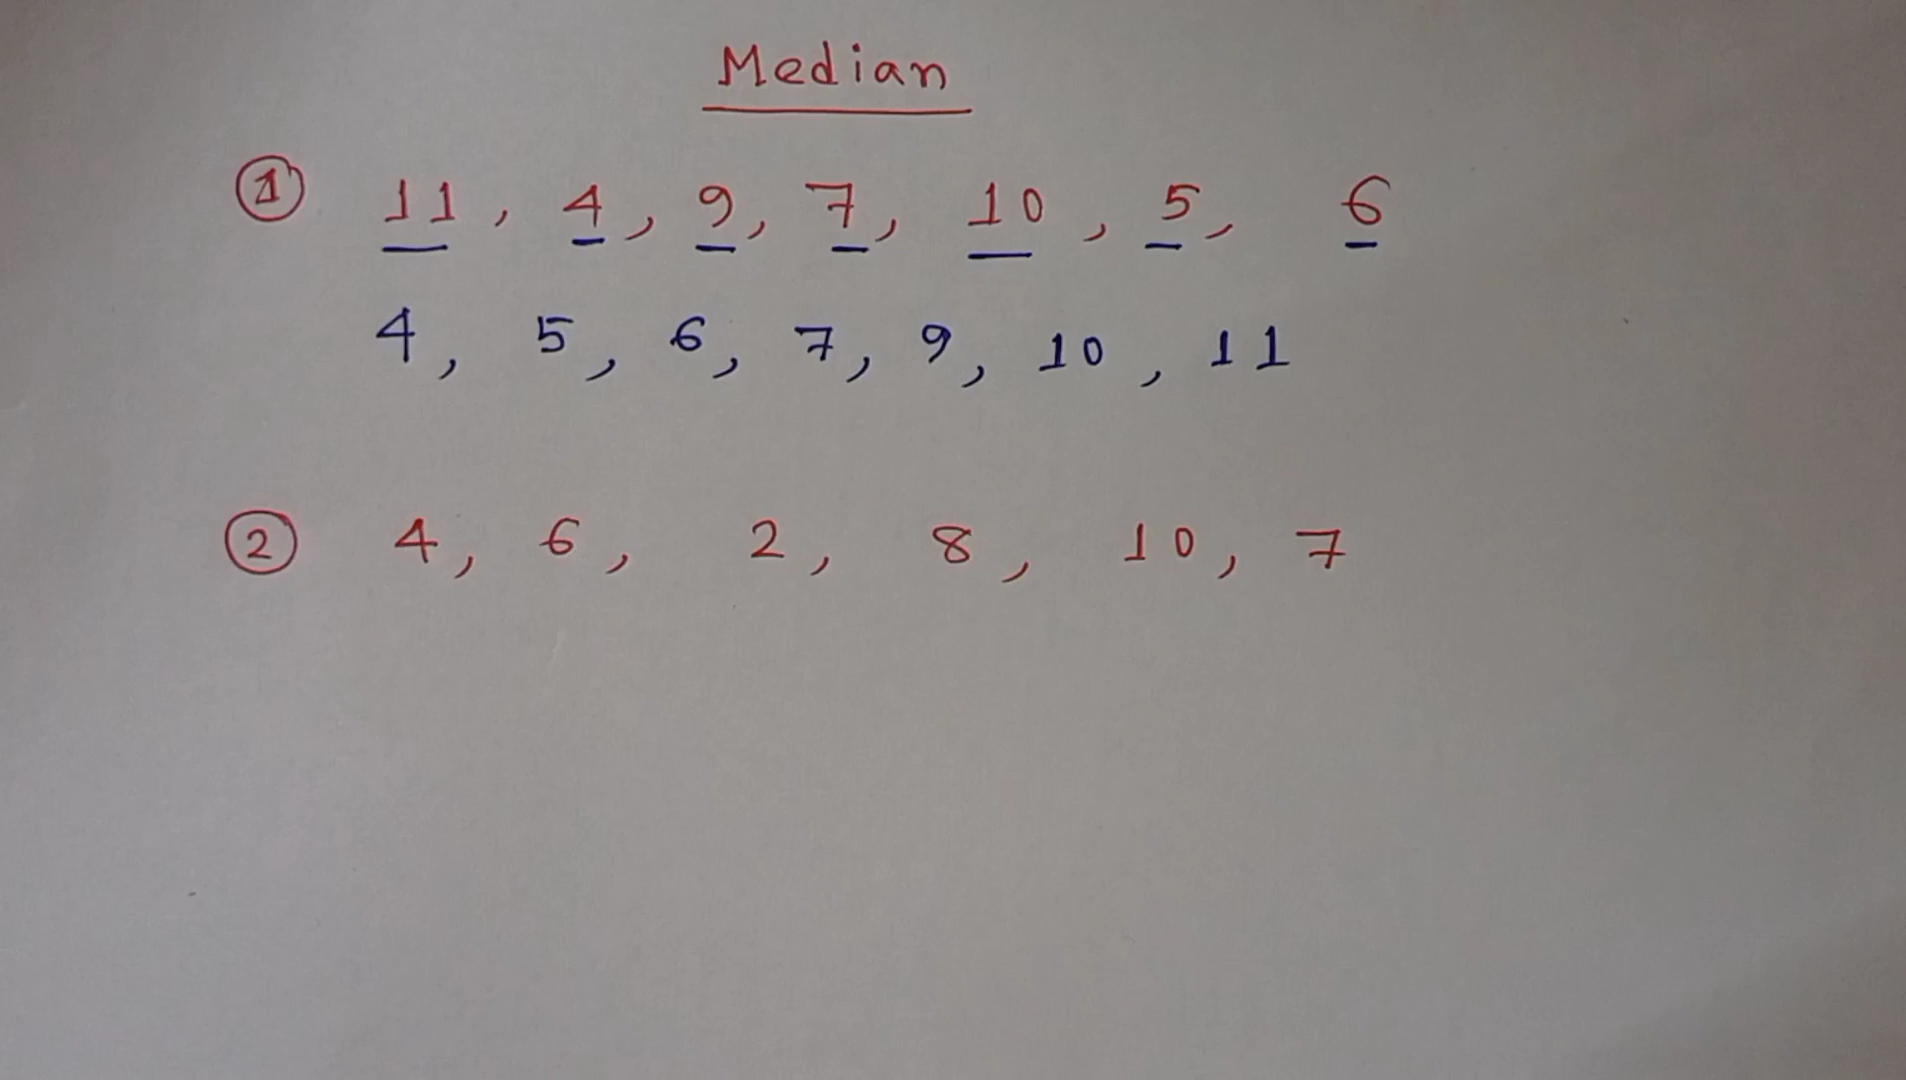 Median
① 11, 4, 9, 7, 10, 5, 6
4, 5, 6, 7, 9, 10, 11
② 4, 6, 2, 8, 10, 7